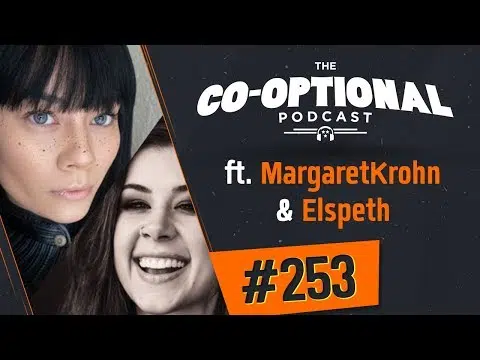 THE
CO-OPTIONAL
PODCAST
ft. MargaretKrohn
& Elspeth
#253